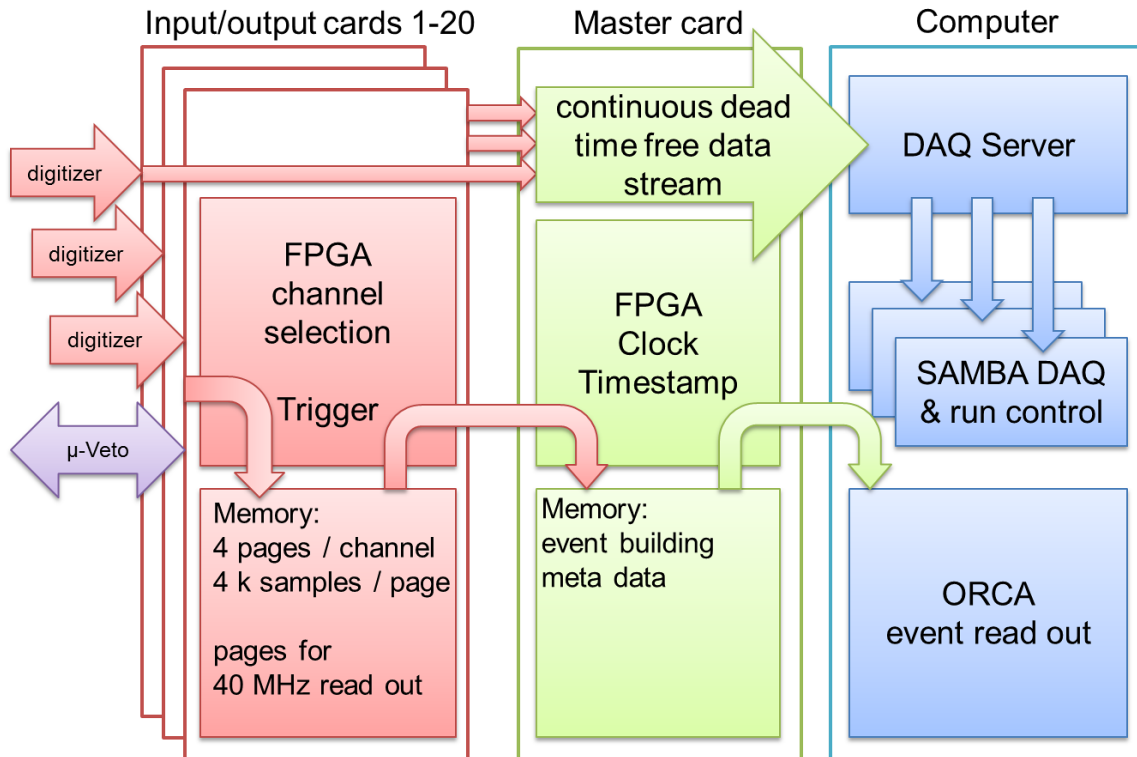 Input/output cards 1-20
Master card
Computer
digitizer
digitizer
digitizer
µ-Veto
FPGA
channel
selection
Trigger
Memory:
4 pages / channel
4 k samples / page
pages for
40 MHz read out
continuous dead
time free data
stream
FPGA
Clock
Timestamp
Memory:
event building
meta data
DAQ Server
SAMBA DAQ
& run control
ORCA
event read out